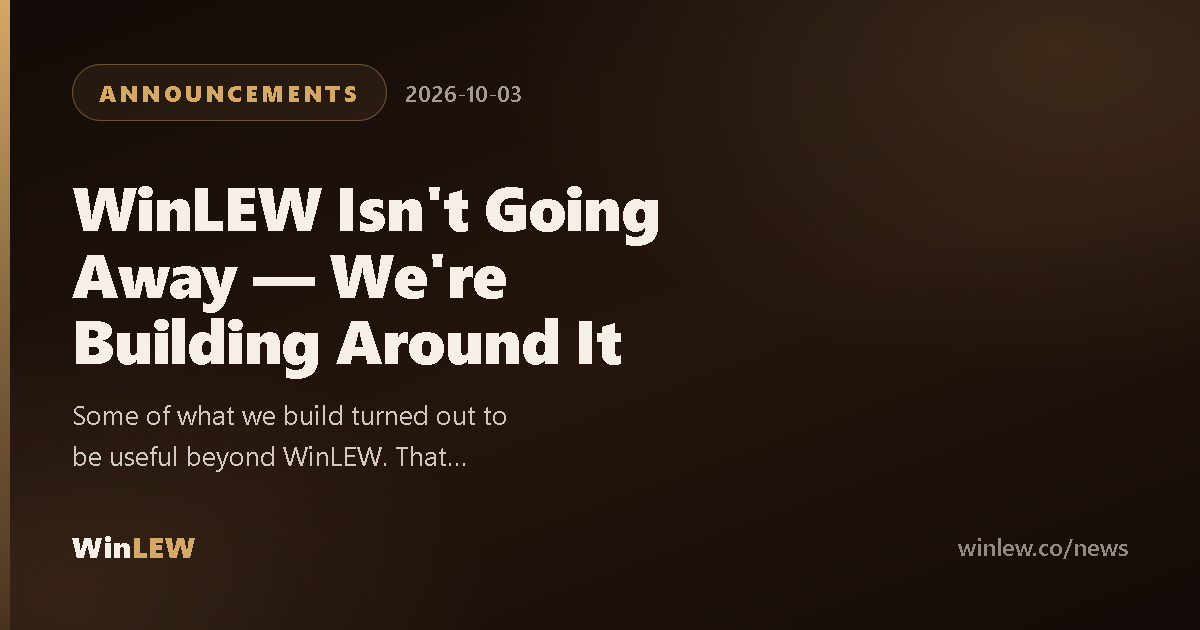 ANNOUNCEMENTS 2026-10-03
WinLEW Isn't Going
Away — We're
Building Around It
Some of what we build turned out to
be useful beyond WinLEW. That...
WinLEW winlew.co/news